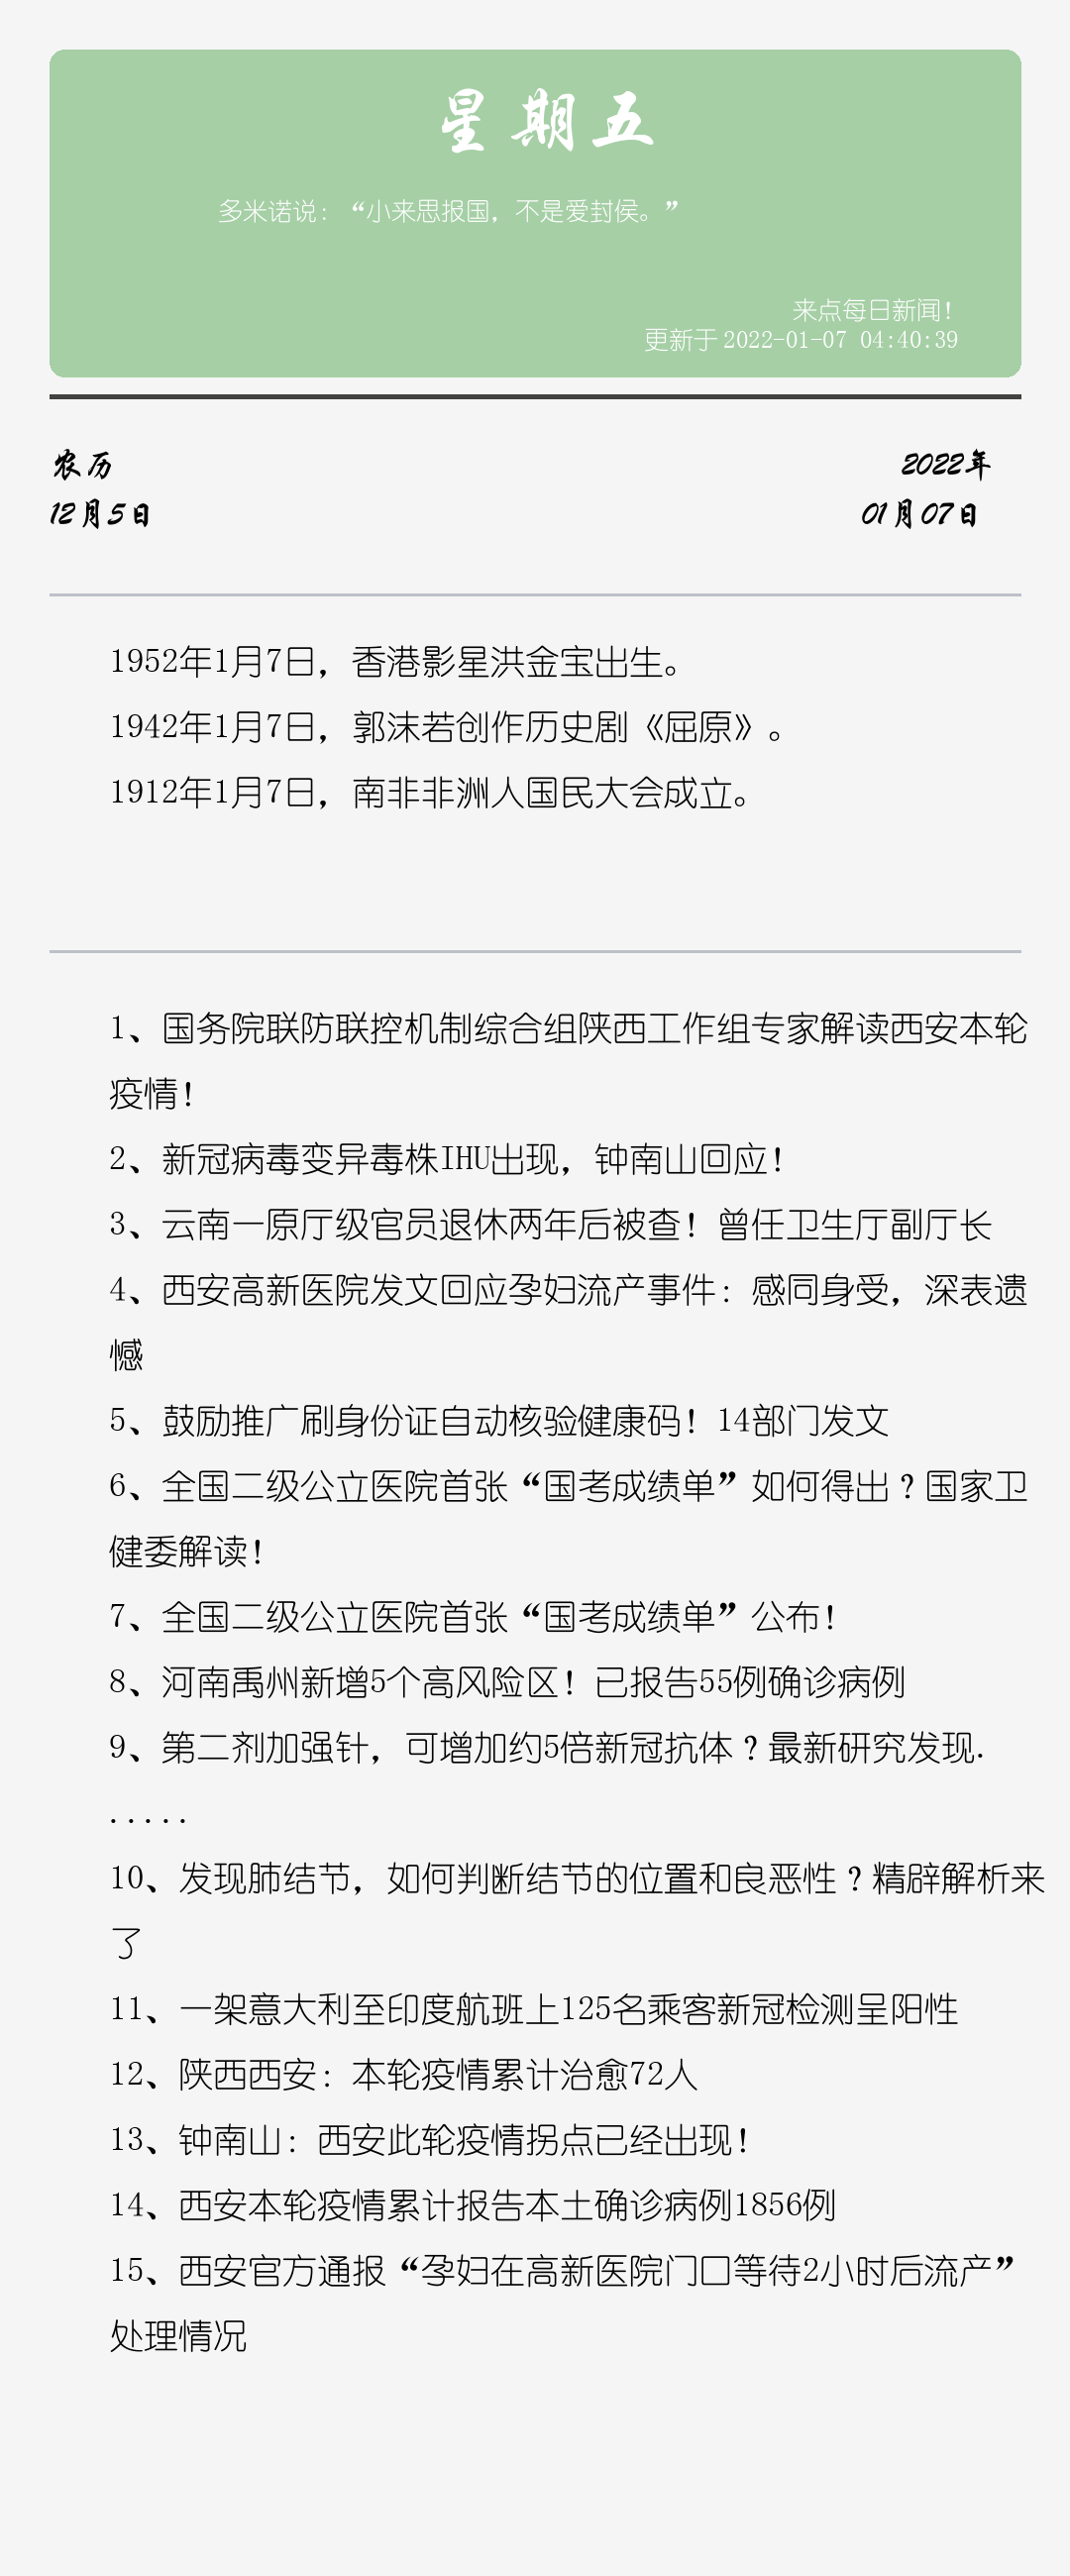 星期五
多米诺说：“小来思报国，不是爱封侯。”
来点每日新闻！
更新于 2022-01-07 04:40:39
农历
2022年
12月5日
01月07日
1952年1月7日，香港影星洪金宝出生。
1942年1月7日，郭沫若创作历史剧《屈原》。
1912年1月7日，南非非洲人国民大会成立。
1、国务院联防联控机制综合组陕西工作组专家解读西安本轮
疫情！
2、新冠病毒变异毒株IHU出现，钟南山回应！
3、云南一原厅级官员退休两年后被查！曾任卫生厅副厅长
4、西安高新医院发文回应孕妇流产事件：感同身受，深表遗
憾
5、鼓励推广刷身份证自动核验健康码！14部门发文
6、全国二级公立医院首张“国考成绩单”如何得出？国家卫
健委解读！
7、全国二级公立医院首张“国考成绩单”公布！
8、河南禹州新增5个高风险区！已报告55例确诊病例
9、第二剂加强针，可增加约5倍新冠抗体？最新研究发现.
.....
10、发现肺结节，如何判断结节的位置和良恶性？精辟解析来
了
11、一架意大利至印度航班上125名乘客新冠检测呈阳性
12、陕西西安：本轮疫情累计治愈72人
13、钟南山：西安此轮疫情拐点已经出现！
14、西安本轮疫情累计报告本土确诊病例1856例
15、西安官方通报“孕妇在高新医院门口等待2小时后流产”
处理情况